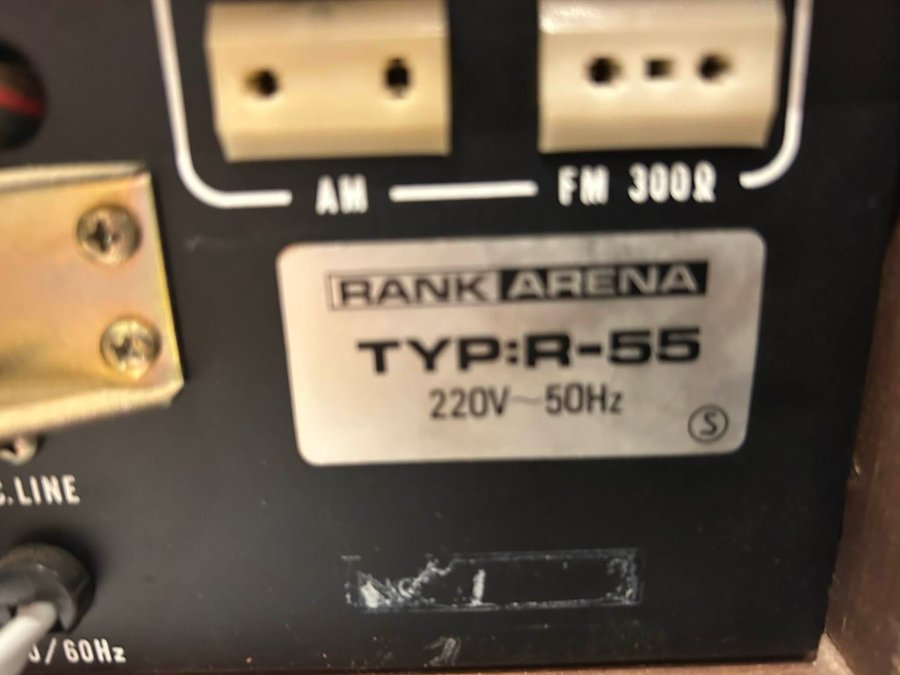 AM
FM 300Ω
RANK ARENA
TYP:R-55
220V~50Hz
S
.LINE
/60Hz